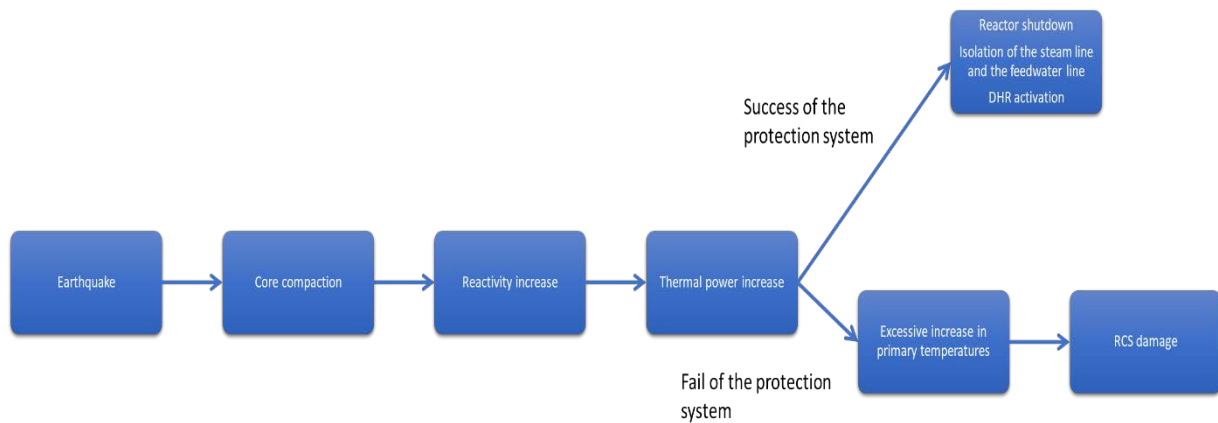 Reactor shutdown
Isolation of the steam line
and the feedwater line
DHR activation
Success of the
protection system
Earthquake
Core compaction
Reactivity increase
Thermal power increase
Excessive increase in
primary temperatures
RCS damage
Fail of the protection
system